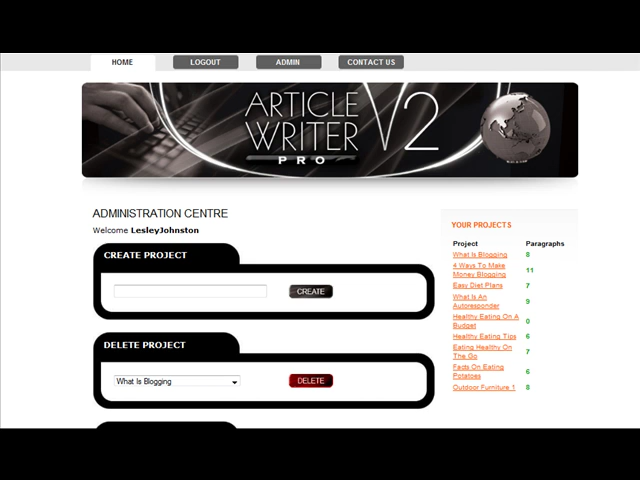 HOME
LOGOUT
ADMIN
CONTACT US
ARTICLE
WRITER
PRO
V2
ADMINISTRATION CENTRE
Welcome LesleyJohnston
CREATE PROJECT
CREATE
DELETE PROJECT
What Is Blogging
DELETE
YOUR PROJECTS
Project Paragraphs
What Is Blogging 8
4 Ways To Make
Money Blogging 11
Easy Diet Plans 7
What Is An
Autoresponder 9
Healthy Eating On A
Budget 0
Healthy Eating Tips 6
Eating Healthy On
The Go 7
Facts On Eating
Potatoes 6
Outdoor Furniture 1 8